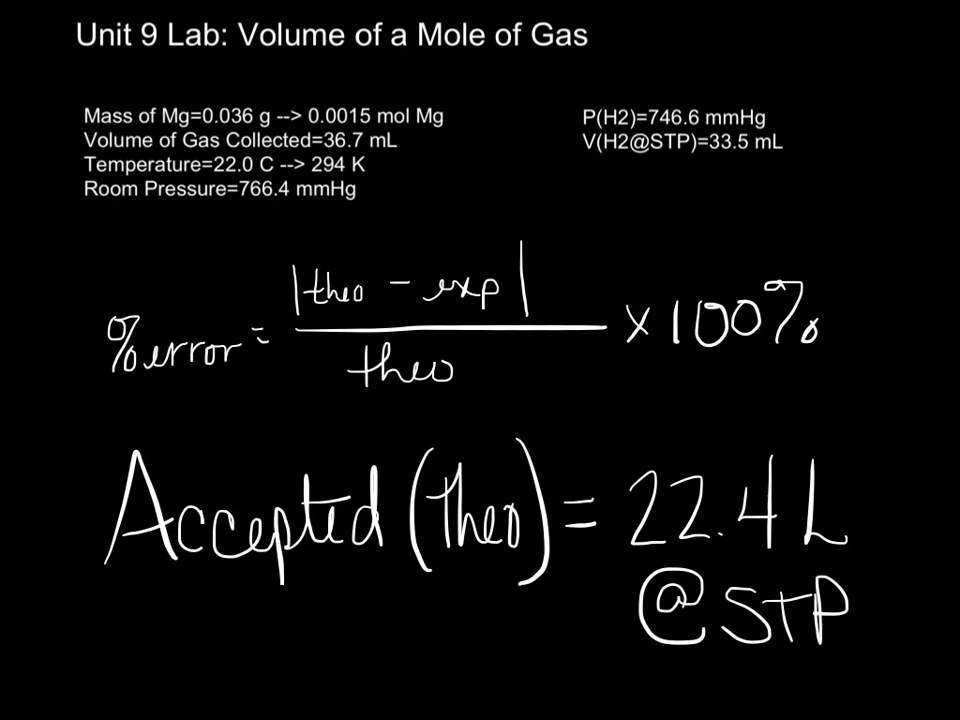 Unit 9 Lab: Volume of a Mole of Gas
Mass of Mg=0.036 g --> 0.0015 mol Mg
Volume of Gas Collected=36.7 mL
Temperature=22.0 C --> 294 K
Room Pressure=766.4 mmHg
P(H2)=746.6 mmHg
V(H2@STP)=33.5 mL
%error = |theo - exp| / theo x 100%
Accepted (theo) = 22.4 L
@ STP